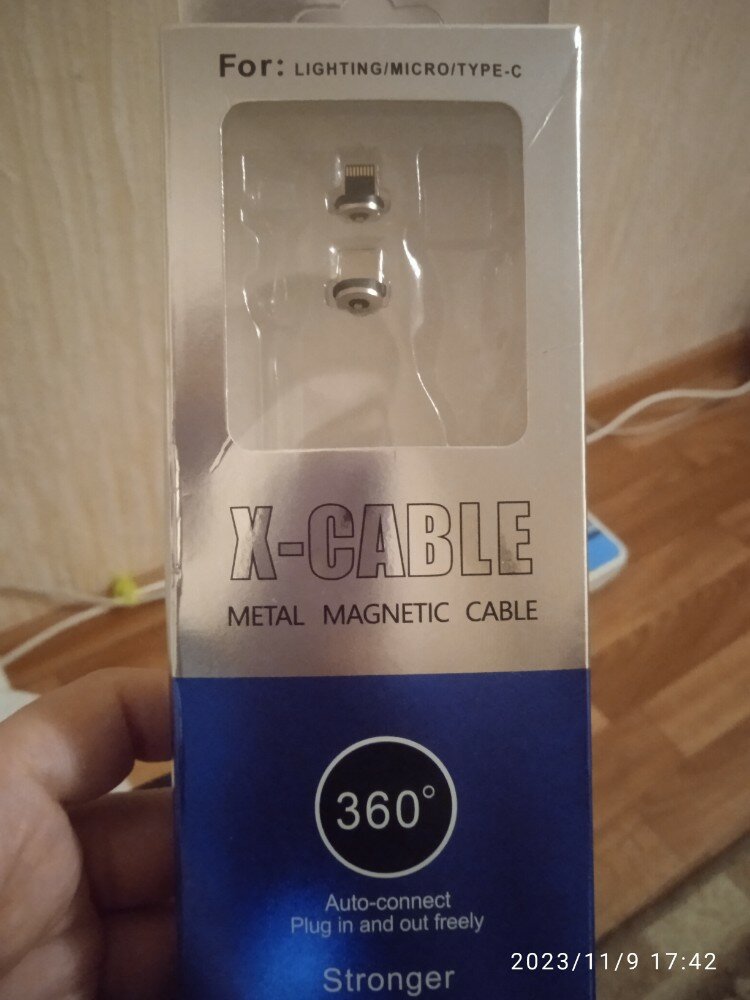 For: LIGHTING/MICRO/TYPE-C
X-CABLE
METAL MAGNETIC CABLE
360°
Auto-connect
Plug in and out freely
Stronger
2023/11/9 17:42